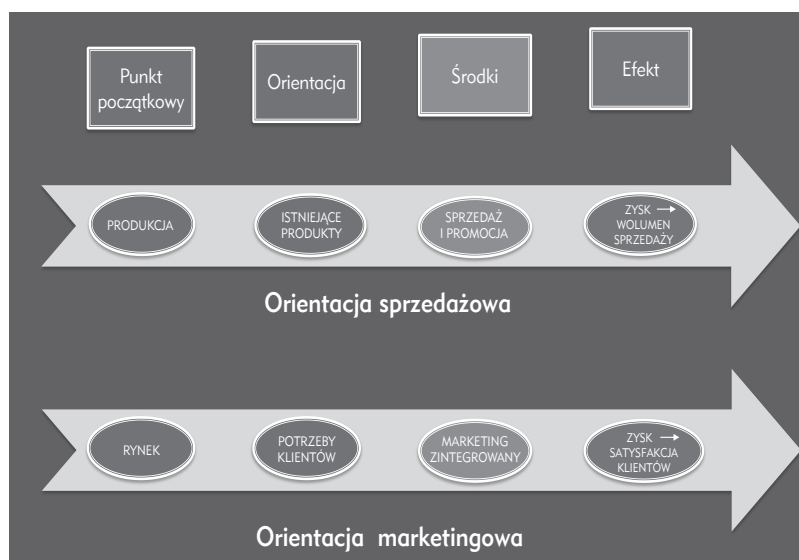 Punkt
początkowy
Orientacja
Środki
Efekt
PRODUKCJA
ISTNIEJĄCE
PRODUKTY
SPRZEDAŻ
I PROMOCJA
ZYSK →
WOLUMEN
SPRZEDAŻY
Orientacja sprzedażowa
RYNEK
POTRZEBY
KLIENTÓW
MARKETING
ZINTEGROWANY
ZYSK →
SATYSFAKCJA
KLIENTÓW
Orientacja marketingowa